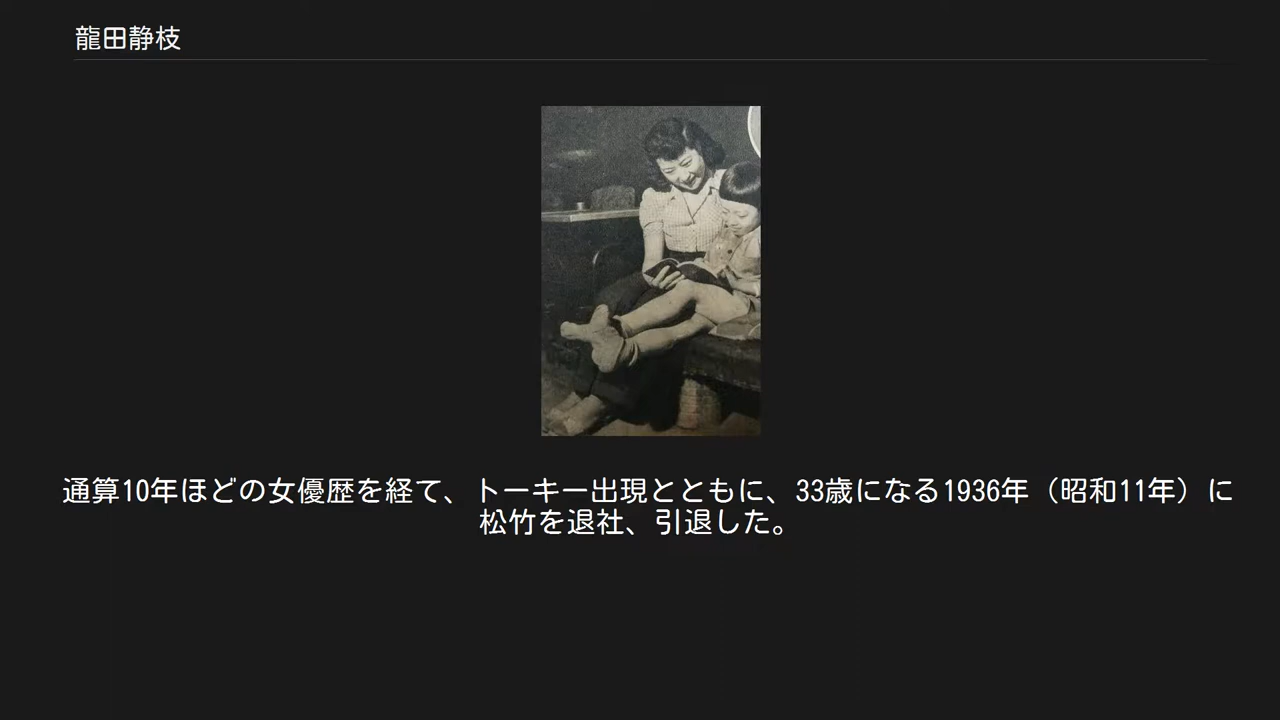 龍田静枝
通算10年ほどの女優歴を経て、トーキー出現とともに、33歳になる1936年（昭和11年）に
松竹を退社、引退した。